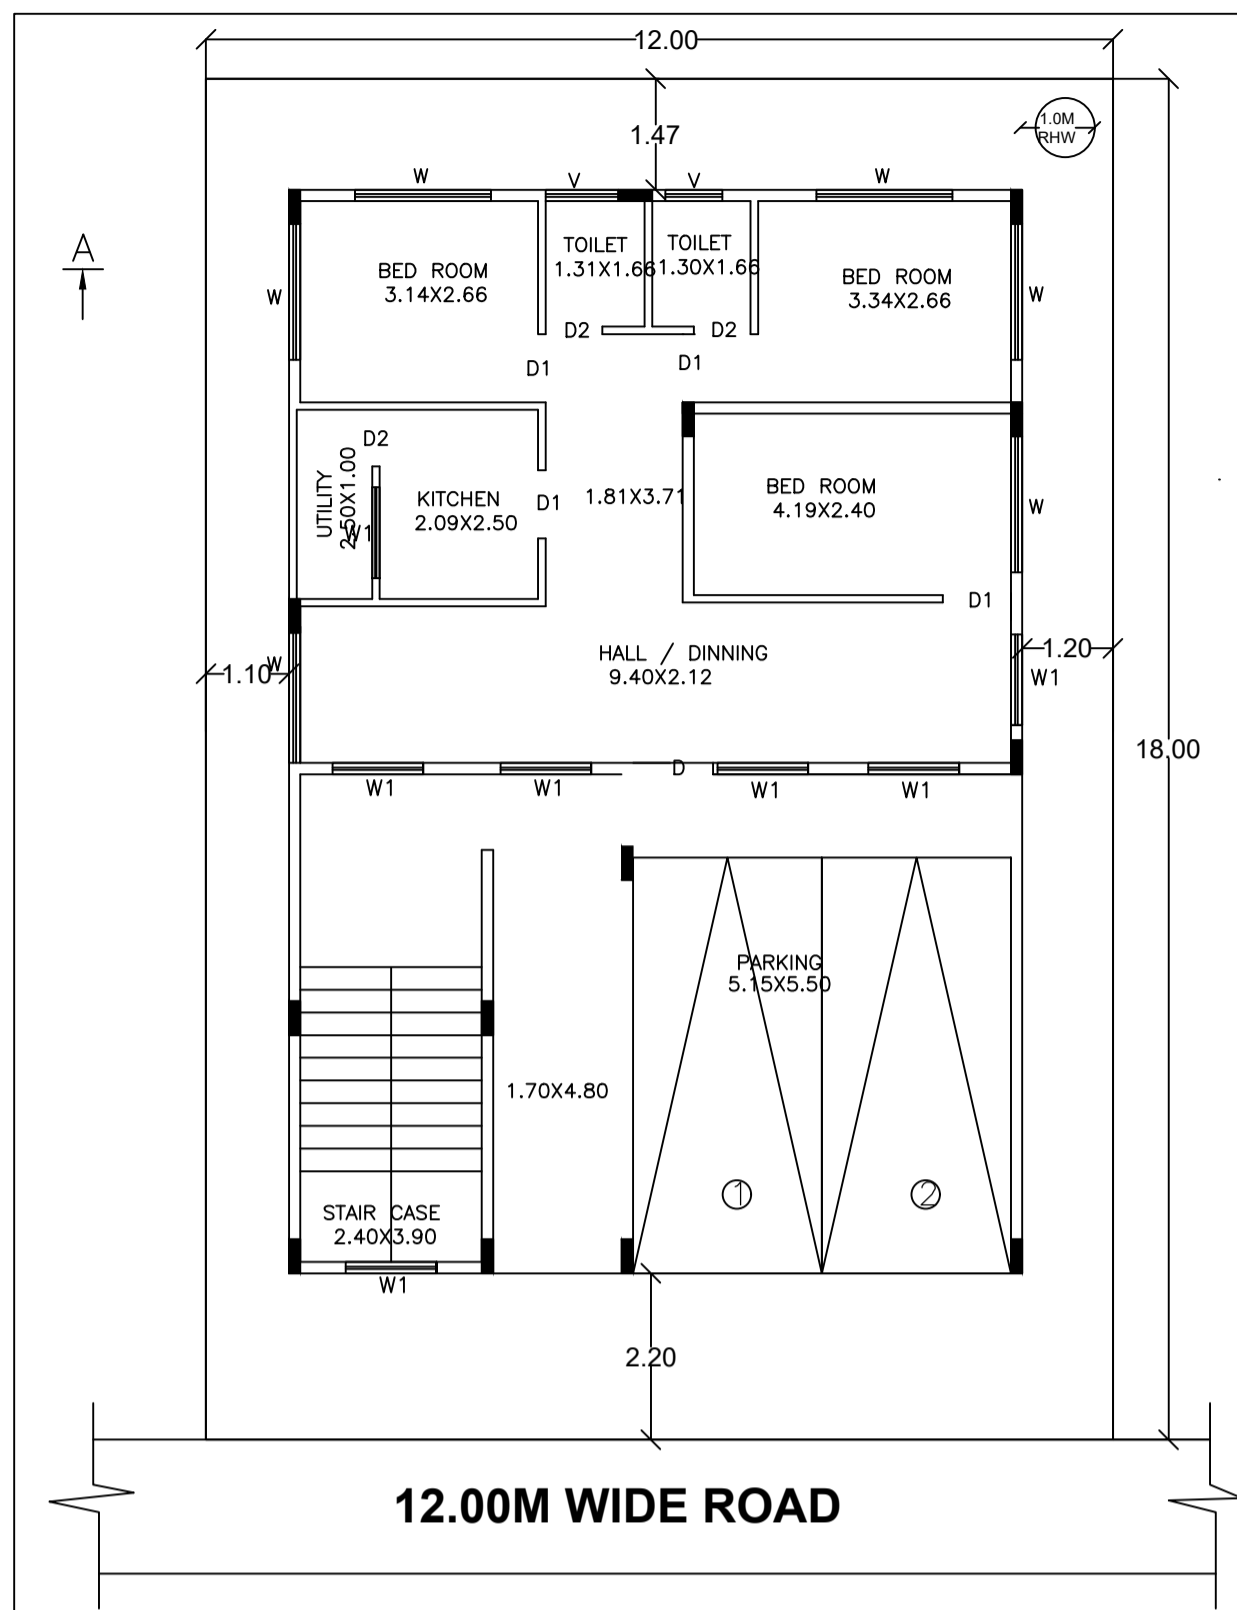 12.00
1.47
1.0M
RHW
W
V
V
W
A
TOILET
1.31X1.66
TOILET
1.30X1.66
BED ROOM
3.14X2.66
BED ROOM
3.34X2.66
W
W
D2
D2
D1
D1
D2
UTILITY
2.50X1.00
W1
KITCHEN
2.09X2.50
D1
1.81X3.71
BED ROOM
4.19X2.40
W
D1
HALL / DINNING
9.40X2.12
1.10
W
1.20
W1
18.00
W1
W1
D
W1
W1
PARKING
5.15X5.50
1.70X4.80
1
2
STAIR CASE
2.40X3.90
W1
2.20
12.00M WIDE ROAD